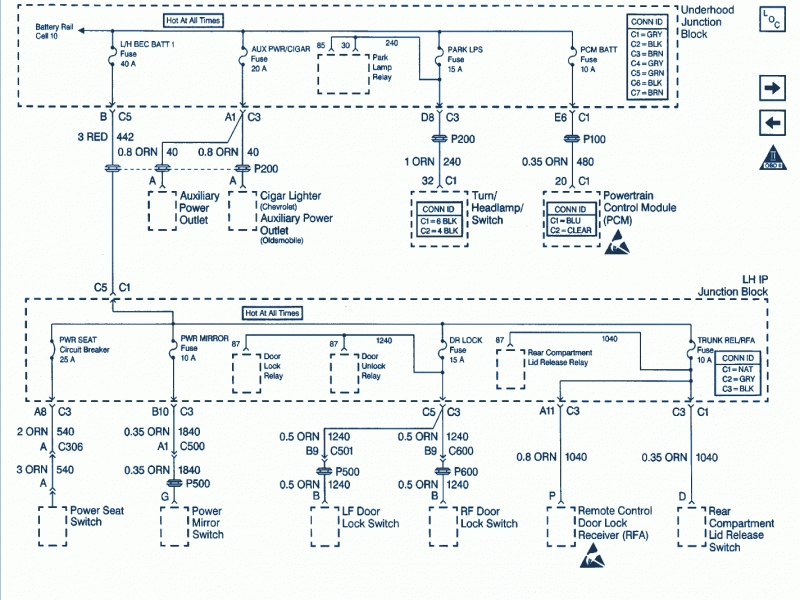 Battery Rail
Cell 10
Hot At All Times
Underhood
Junction
Block
L/H BEC BATT 1
Fuse
40 A
AUX PWR/CIGAR
Fuse
20 A
85 30 240
Park
Lamp
Relay
PARK LPS
Fuse
15 A
PCM BATT
Fuse
10 A
CONN ID
C1 = GRY
C2 = BLK
C3 = BRN
C4 = GRY
C5 = GRN
C6 = BLK
C7 = BRN
L
O
C
B C5
A1 C3
D8 C3
E6 C1
3 RED 442
0.8 ORN 40
0.8 ORN 40
P200
P200
P100
1 ORN 240
0.35 ORN 480
A
A
32 C1
20 C1
Auxiliary
Power
Outlet
Cigar Lighter
(Chevrolet)
Auxiliary Power
Outlet
(Oldsmobile)
CONN ID
C1 = 6 BLK
C2 = 4 BLK
Turn/
Headlamp/
Switch
CONN ID
C1 = BLU
C2 = CLEAR
Powertrain
Control Module
(PCM)
II
OBD II
C5 C1
LH IP
Junction Block
Hot At All Times
PWR SEAT
Circuit Breaker
25 A
PWR MIRROR
Fuse
10 A
87
Door
Lock
Relay
87
1240
Door
Unlock
Relay
DR LOCK
Fuse
15 A
87
1040
Rear Compartment
Lid Release Relay
TRUNK REL/RFA
Fuse
10 A
CONN ID
C1 = NAT
C2 = GRY
C3 = BLK
A8 C3
B10 C3
C5 C3
A11 C3
C3 C1
2 ORN 540
0.35 ORN 1840
0.5 ORN 1240
0.5 ORN 1240
A C306
A1 C500
B9 C501
B9 C600
0.8 ORN 1040
0.35 ORN 1040
3 ORN 540
0.35 ORN 1840
P500
P500
P600
0.5 ORN 1240
0.5 ORN 1240
A
G
B
B
P
D
Power Seat
Switch
Power
Mirror
Switch
LF Door
Lock Switch
RF Door
Lock Switch
Remote Control
Door Lock
Receiver (RFA)
Rear
Compartment
Lid Release
Switch